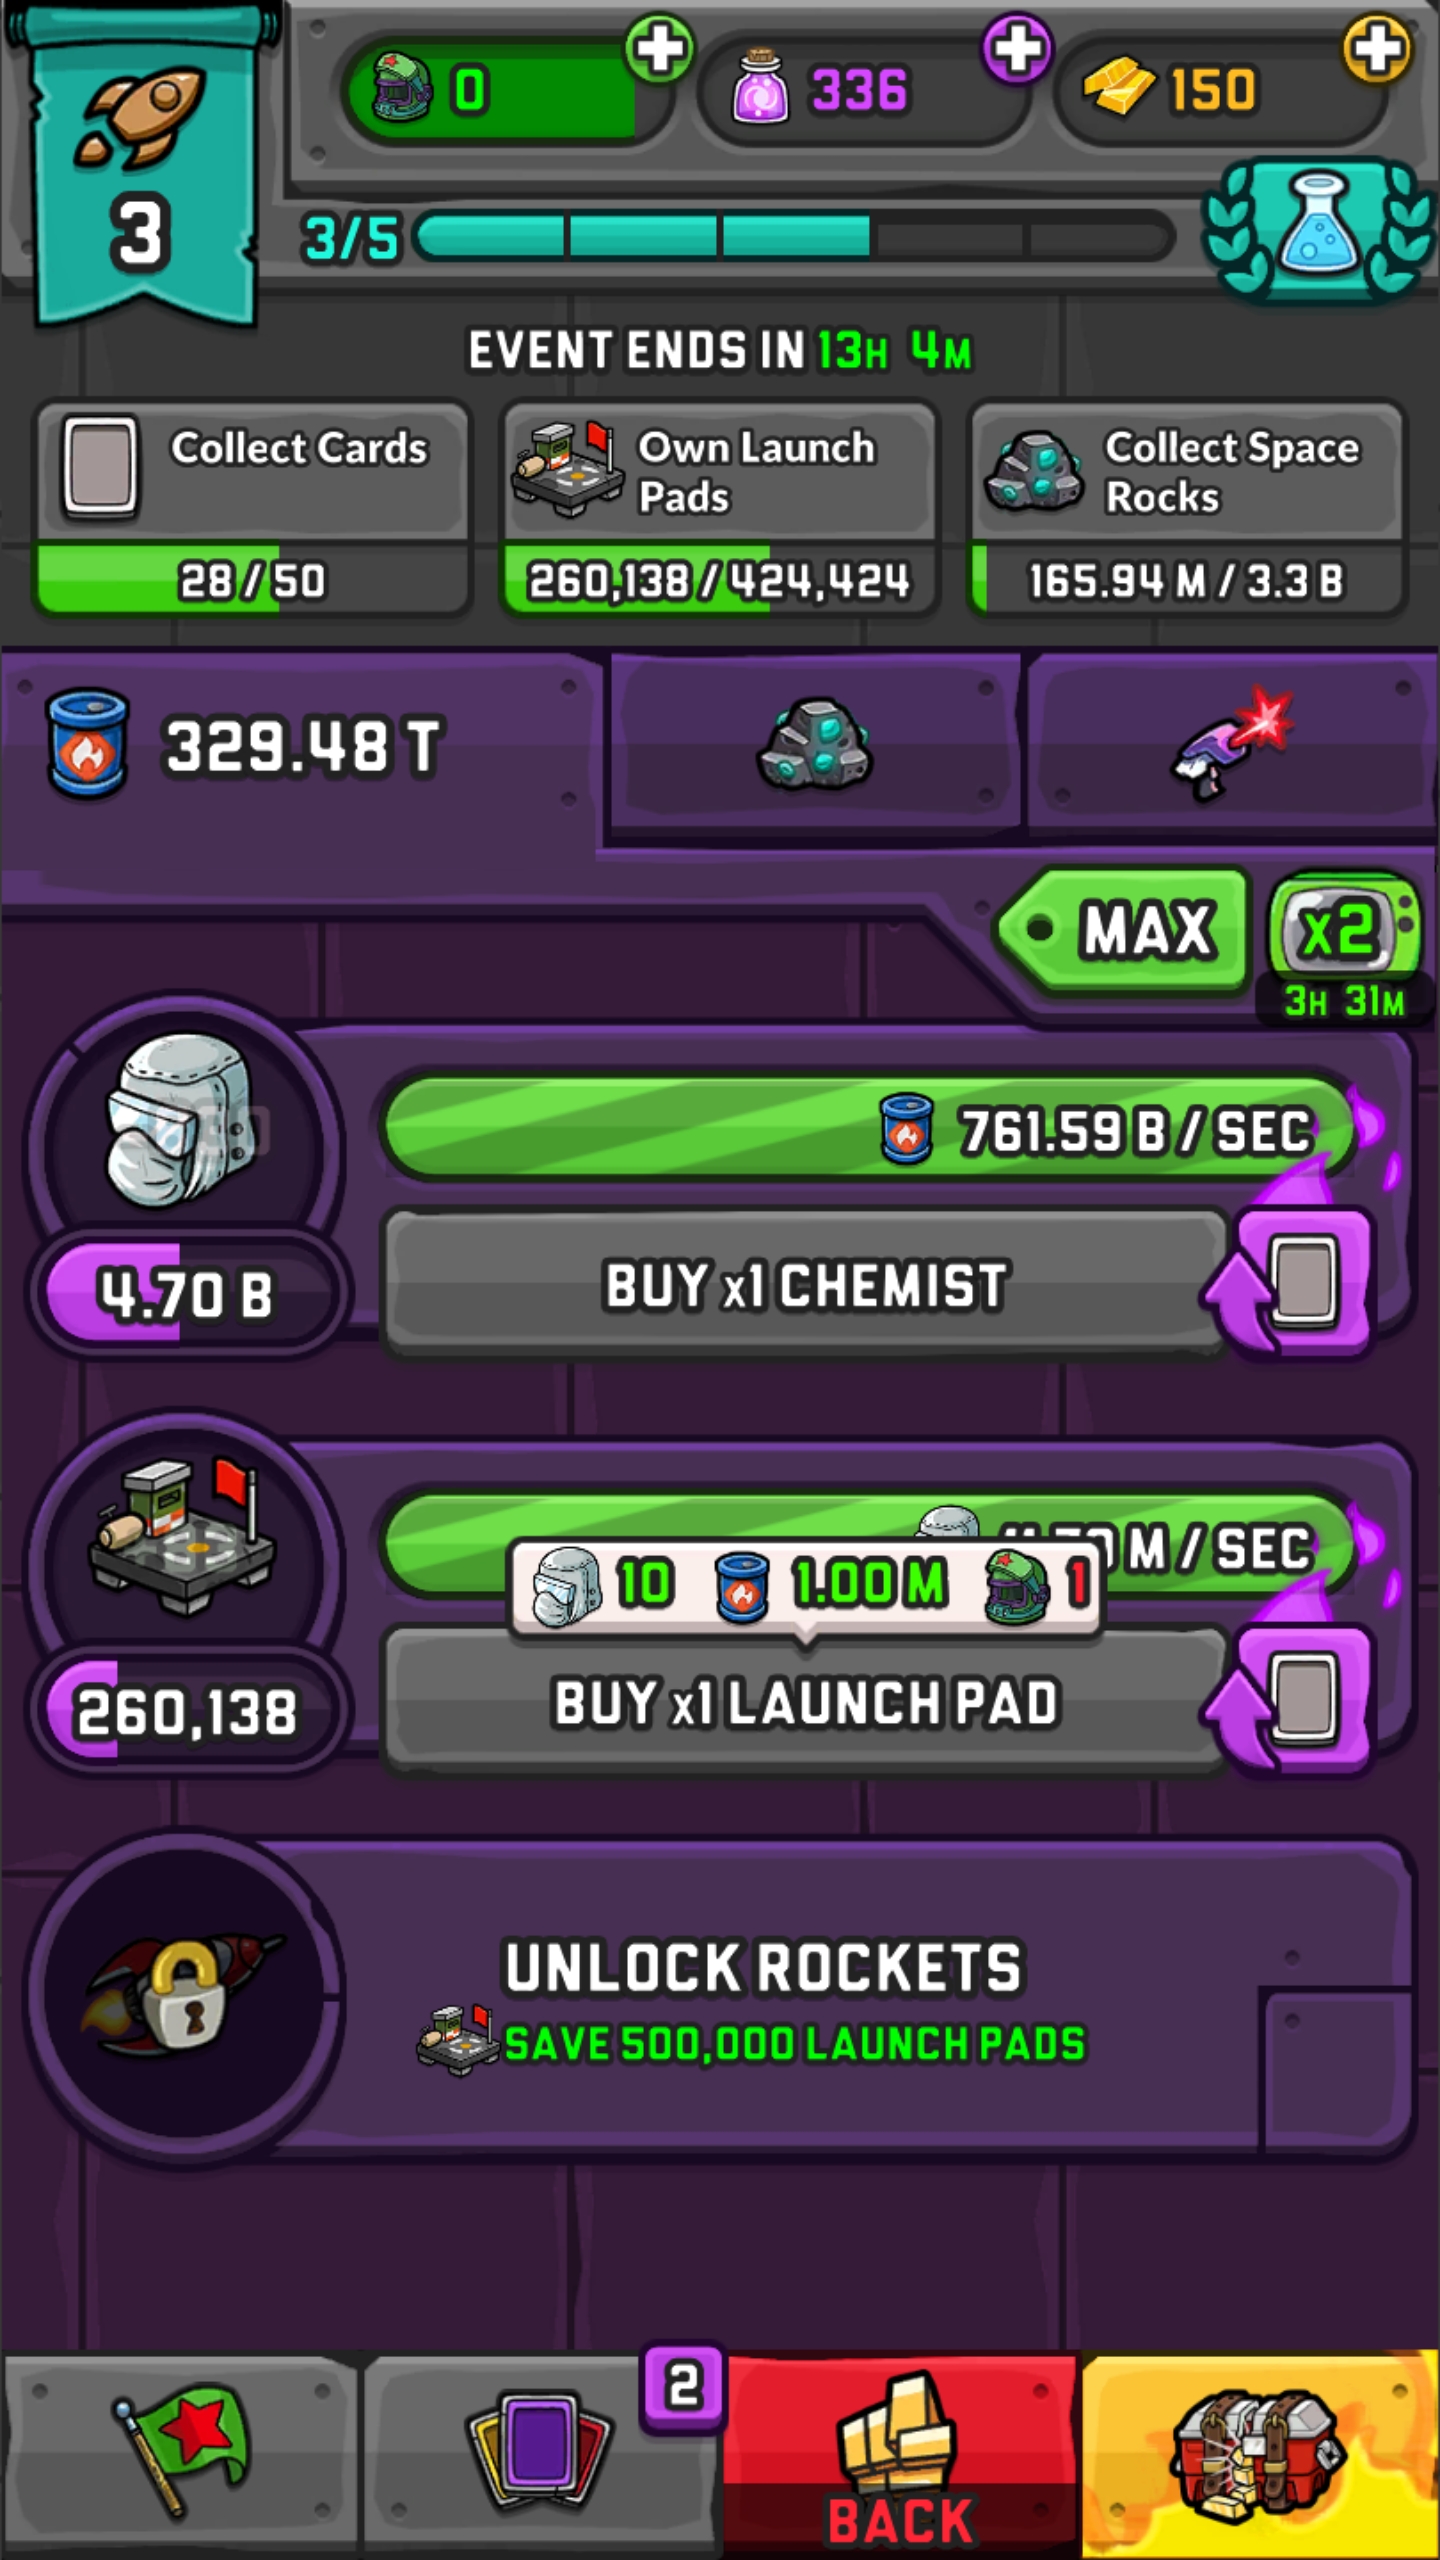 0
336
150
3
3/5
EVENT ENDS IN 13H 4M
Collect Cards
28/50
Own Launch
Pads
260,138/424,424
Collect Space
Rocks
165.94 M / 3.3 B
329.48 T
MAX
x2
3H 31M
761.59 B / SEC
4.70 B
BUY x1 CHEMIST
M / SEC
10
1.00 M
1
260,138
BUY x1 LAUNCH PAD
UNLOCK ROCKETS
SAVE 500,000 LAUNCH PADS
2
BACK